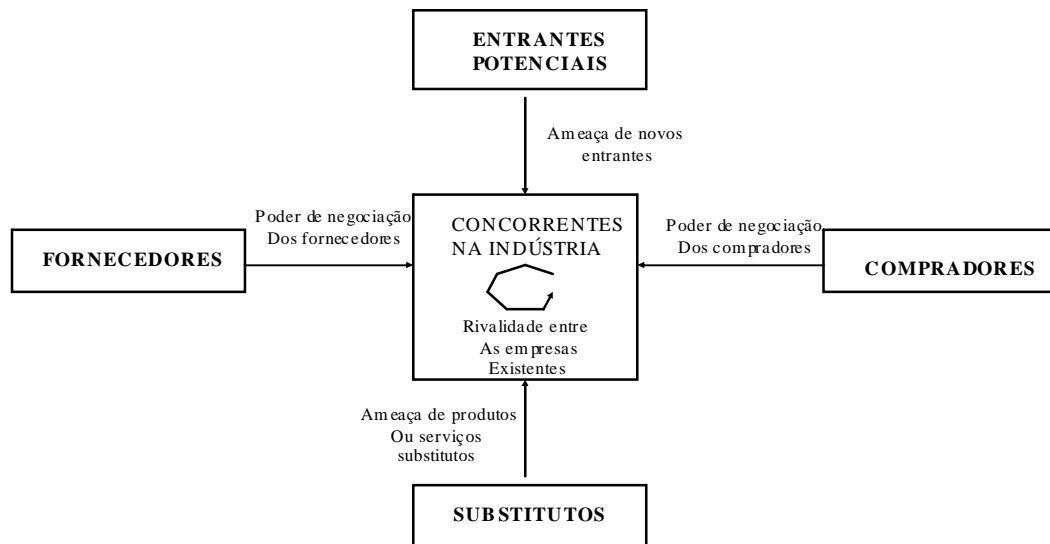 ENTRANTES
POTENCIAIS
Ameaça de novos
entrantes
Poder de negociação
Dos fornecedores
FORNECEDORES
CONCORRENTES
NA INDÚSTRIA
Rivalidade entre
As empresas
Existentes
Poder de negociação
Dos compradores
COMPRADORES
Ameaça de produtos
Ou serviços
substitutos
SUBSTITUTOS